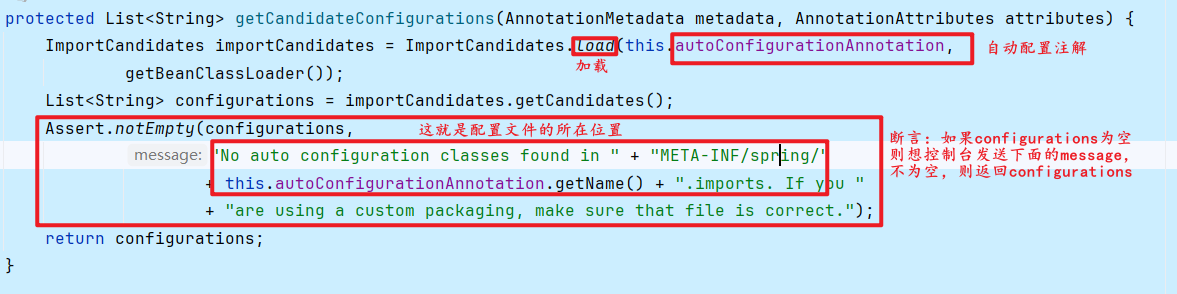 protected List<String> getCandidateConfigurations(AnnotationMetadata metadata, AnnotationAttributes attributes) {
ImportCandidates importCandidates = ImportCandidates.load(this.autoConfigurationAnnotation,
自动配置注解
getBeanClassLoader());
加载
List<String> configurations = importCandidates.getCandidates();
Assert.notEmpty(configurations,
这就是配置文件的所在位置
断言：如果configurations为空
message: "No auto configuration classes found in " + "META-INF/spring/"
则想控制台发送下面的message，
+ this.autoConfigurationAnnotation.getName() + ".imports. If you "
不为空，则返回configurations
+ "are using a custom packaging, make sure that file is correct.");
return configurations;
}